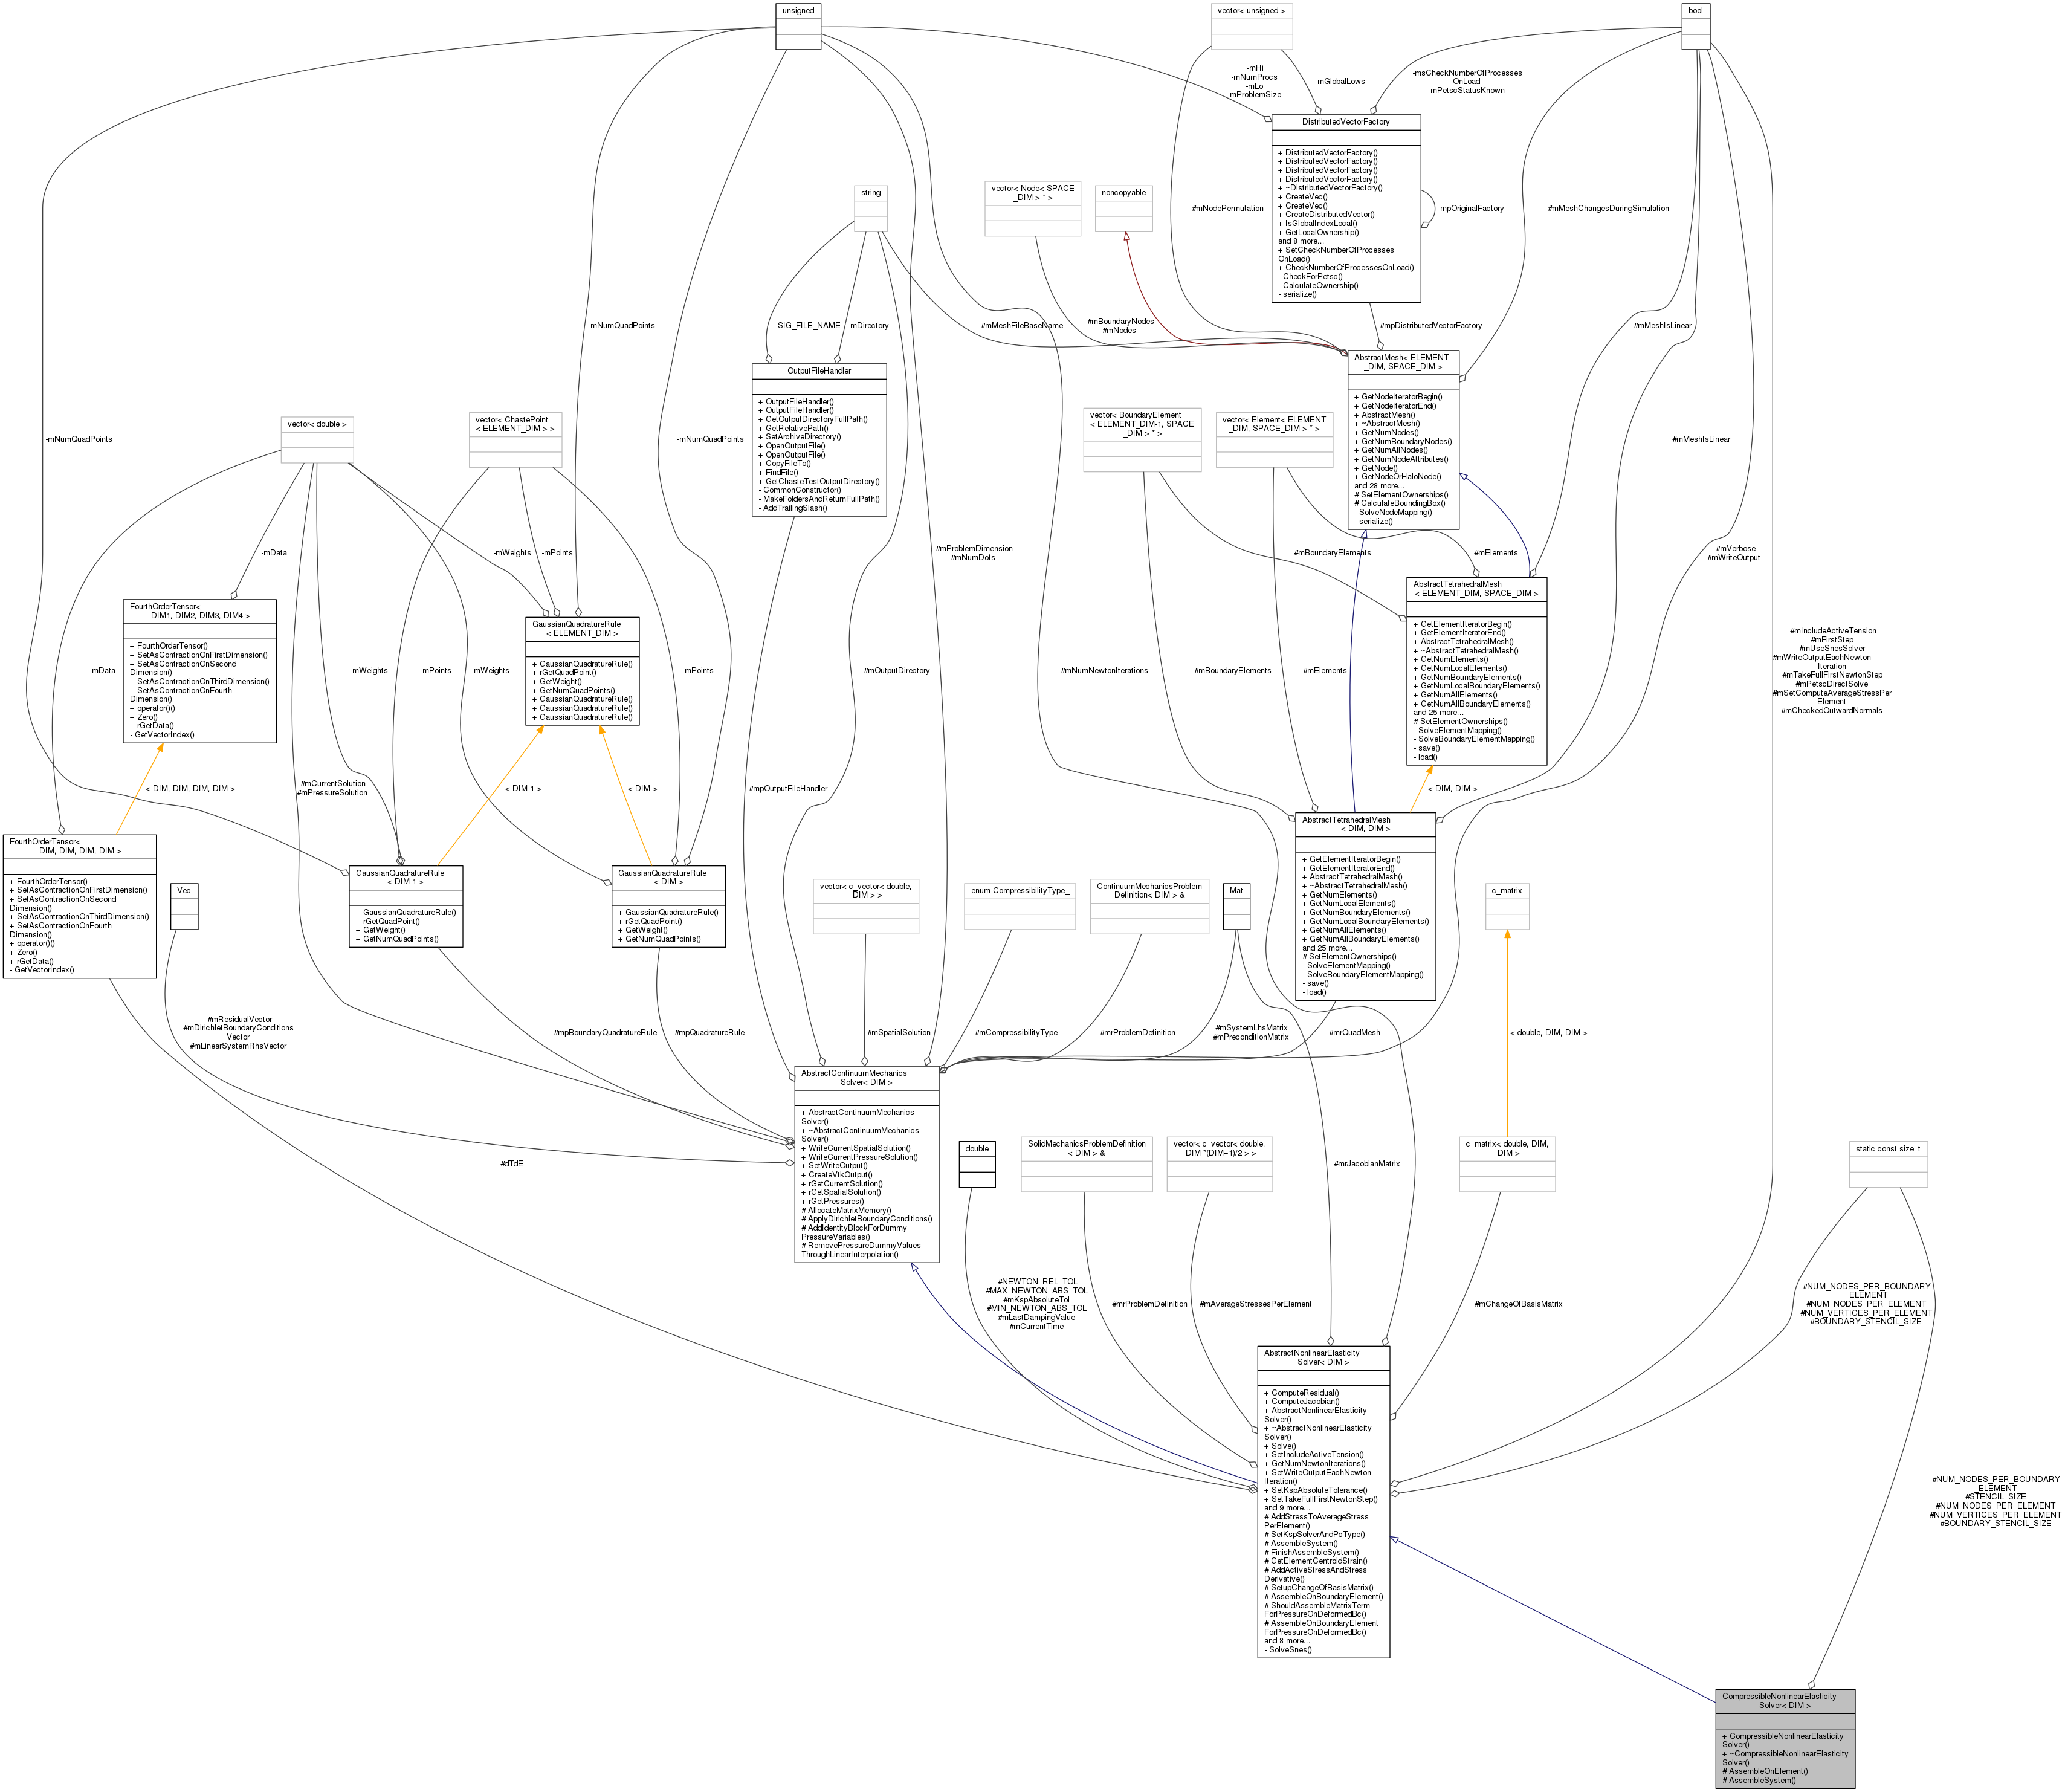 unsigned
vector< unsigned >
bool
-mHi
-mNumProcs
-mLo
-mProblemSize
-mGlobalLows
-msCheckNumberOfProcesses
OnLoad
-mPetscStatusKnown
DistributedVectorFactory
+ DistributedVectorFactory()
+ DistributedVectorFactory()
+ DistributedVectorFactory()
+ DistributedVectorFactory()
+ ~DistributedVectorFactory()
+ CreateVec()
+ CreateVec()
+ CreateDistributedVector()
+ IsGlobalIndexLocal()
+ GetLocalOwnership()
and 8 more...
+ SetCheckNumberOfProcesses
OnLoad()
+ CheckNumberOfProcessesOnLoad()
- CheckForPetsc()
- CalculateOwnership()
- serialize()
-mpOriginalFactory
string
vector< Node< SPACE
_DIM > * >
noncopyable
#mNodePermutation
#mMeshChangesDuringSimulation
-mNumQuadPoints
+SIG_FILE_NAME
-mDirectory
#mMeshFileBaseName
#mBoundaryNodes
#mNodes
#mpDistributedVectorFactory
#mMeshIsLinear
OutputFileHandler
+ OutputFileHandler()
+ OutputFileHandler()
+ GetOutputDirectoryFullPath()
+ GetRelativePath()
+ SetArchiveDirectory()
+ OpenOutputFile()
+ OpenOutputFile()
+ CopyFileTo()
+ FindFile()
+ GetChasteTestOutputDirectory()
- CommonConstructor()
- MakeFoldersAndReturnFullPath()
- AddTrailingSlash()
AbstractMesh< ELEMENT
_DIM, SPACE_DIM >
+ GetNodeIteratorBegin()
+ GetNodeIteratorEnd()
+ AbstractMesh()
+ ~AbstractMesh()
+ GetNumNodes()
+ GetNumBoundaryNodes()
+ GetNumAllNodes()
+ GetNumNodeAttributes()
+ GetNode()
+ GetNodeOrHaloNode()
and 28 more...
# SetElementOwnerships()
# CalculateBoundingBox()
- SolveNodeMapping()
- serialize()
-mNumQuadPoints
vector< double >
vector< ChastePoint
< ELEMENT_DIM > >
-mNumQuadPoints
vector< BoundaryElement
< ELEMENT_DIM-1, SPACE
_DIM > * >
vector< Element< ELEMENT
_DIM, SPACE_DIM > * >
#mMeshIsLinear
-mData
-mWeights
-mPoints
#mProblemDimension
#mNumDofs
#mBoundaryElements
#mElements
#mVerbose
#mWriteOutput
FourthOrderTensor<
DIM1, DIM2, DIM3, DIM4 >
+ FourthOrderTensor()
+ SetAsContractionOnFirstDimension()
+ SetAsContractionOnSecond
Dimension()
+ SetAsContractionOnThirdDimension()
+ SetAsContractionOnFourth
Dimension()
+ operator()()
+ Zero()
+ rGetData()
- GetVectorIndex()
GaussianQuadratureRule
< ELEMENT_DIM >
+ GaussianQuadratureRule()
+ rGetQuadPoint()
+ GetWeight()
+ GetNumQuadPoints()
+ GaussianQuadratureRule()
+ GaussianQuadratureRule()
+ GaussianQuadratureRule()
AbstractTetrahedralMesh
< ELEMENT_DIM, SPACE_DIM >
+ GetElementIteratorBegin()
+ GetElementIteratorEnd()
+ AbstractTetrahedralMesh()
+ ~AbstractTetrahedralMesh()
+ GetNumElements()
+ GetNumLocalElements()
+ GetNumBoundaryElements()
+ GetNumLocalBoundaryElements()
+ GetNumAllElements()
+ GetNumAllBoundaryElements()
and 25 more...
# SetElementOwnerships()
- SolveElementMapping()
- SolveBoundaryElementMapping()
- save()
- load()
-mData
-mWeights
-mPoints
-mWeights
-mPoints
#mOutputDirectory
#mNumNewtonIterations
#mBoundaryElements
#mElements
#mIncludeActiveTension
#mFirstStep
#mUseSnesSolver
#mWriteOutputEachNewton
Iteration
#mTakeFullFirstNewtonStep
#mPetscDirectSolve
#mSetComputeAverageStressPer
Element
#mCheckedOutwardNormals
< DIM, DIM, DIM, DIM >
#mCurrentSolution
#mPressureSolution
< DIM-1 >
< DIM >
#mpOutputFileHandler
< DIM, DIM >
FourthOrderTensor<
DIM, DIM, DIM, DIM >
+ FourthOrderTensor()
+ SetAsContractionOnFirstDimension()
+ SetAsContractionOnSecond
Dimension()
+ SetAsContractionOnThirdDimension()
+ SetAsContractionOnFourth
Dimension()
+ operator()()
+ Zero()
+ rGetData()
- GetVectorIndex()
Vec
GaussianQuadratureRule
< DIM-1 >
+ GaussianQuadratureRule()
+ rGetQuadPoint()
+ GetWeight()
+ GetNumQuadPoints()
GaussianQuadratureRule
< DIM >
+ GaussianQuadratureRule()
+ rGetQuadPoint()
+ GetWeight()
+ GetNumQuadPoints()
vector< c_vector< double,
DIM > >
enum CompressibilityType_
ContinuumMechanicsProblem
Definition< DIM > &
Mat
AbstractTetrahedralMesh
< DIM, DIM >
+ GetElementIteratorBegin()
+ GetElementIteratorEnd()
+ AbstractTetrahedralMesh()
+ ~AbstractTetrahedralMesh()
+ GetNumElements()
+ GetNumLocalElements()
+ GetNumBoundaryElements()
+ GetNumLocalBoundaryElements()
+ GetNumAllElements()
+ GetNumAllBoundaryElements()
and 25 more...
# SetElementOwnerships()
- SolveElementMapping()
- SolveBoundaryElementMapping()
- save()
- load()
c_matrix
#mResidualVector
#mDirichletBoundaryConditions
Vector
#mLinearSystemRhsVector
#mpBoundaryQuadratureRule
#mpQuadratureRule
#mSpatialSolution
#mCompressibilityType
#mrProblemDefinition
#mSystemLhsMatrix
#mPreconditionMatrix
#mrQuadMesh
< double, DIM, DIM >
AbstractContinuumMechanics
Solver< DIM >
+ AbstractContinuumMechanics
Solver()
+ ~AbstractContinuumMechanics
Solver()
+ WriteCurrentSpatialSolution()
+ WriteCurrentPressureSolution()
+ SetWriteOutput()
+ CreateVtkOutput()
+ rGetCurrentSolution()
+ rGetSpatialSolution()
+ rGetPressures()
# AllocateMatrixMemory()
# ApplyDirichletBoundaryConditions()
# AddIdentityBlockForDummy
PressureVariables()
# RemovePressureDummyValues
ThroughLinearInterpolation()
#dTdE
double
SolidMechanicsProblemDefinition
< DIM > &
vector< c_vector< double,
DIM *(DIM+1)/2 > >
#mrJacobianMatrix
c_matrix< double, DIM,
DIM >
static const size_t
#NEWTON_REL_TOL
#MAX_NEWTON_ABS_TOL
#mKspAbsoluteTol
#MIN_NEWTON_ABS_TOL
#mLastDampingValue
#mCurrentTime
#mrProblemDefinition
#mAverageStressesPerElement
#mChangeOfBasisMatrix
#NUM_NODES_PER_BOUNDARY
_ELEMENT
#NUM_NODES_PER_ELEMENT
#NUM_VERTICES_PER_ELEMENT
#BOUNDARY_STENCIL_SIZE
AbstractNonlinearElasticity
Solver< DIM >
+ ComputeResidual()
+ ComputeJacobian()
+ AbstractNonlinearElasticity
Solver()
+ ~AbstractNonlinearElasticity
Solver()
+ Solve()
+ SetIncludeActiveTension()
+ GetNumNewtonIterations()
+ SetWriteOutputEachNewton
Iteration()
+ SetKspAbsoluteTolerance()
+ SetTakeFullFirstNewtonStep()
and 9 more...
# AddStressToAverageStress
PerElement()
# SetKspSolverAndPcType()
# AssembleSystem()
# FinishAssembleSystem()
# GetElementCentroidStrain()
# AddActiveStressAndStress
Derivative()
# SetupChangeOfBasisMatrix()
# AssembleOnBoundaryElement()
# ShouldAssembleMatrixTerm
ForPressureOnDeformedBc()
# AssembleOnBoundaryElement
ForPressureOnDeformedBc()
and 8 more...
- SolveSnes()
#NUM_NODES_PER_BOUNDARY
_ELEMENT
#STENCIL_SIZE
#NUM_NODES_PER_ELEMENT
#NUM_VERTICES_PER_ELEMENT
#BOUNDARY_STENCIL_SIZE
CompressibleNonlinearElasticity
Solver< DIM >
+ CompressibleNonlinearElasticity
Solver()
+ ~CompressibleNonlinearElasticity
Solver()
# AssembleOnElement()
# AssembleSystem()